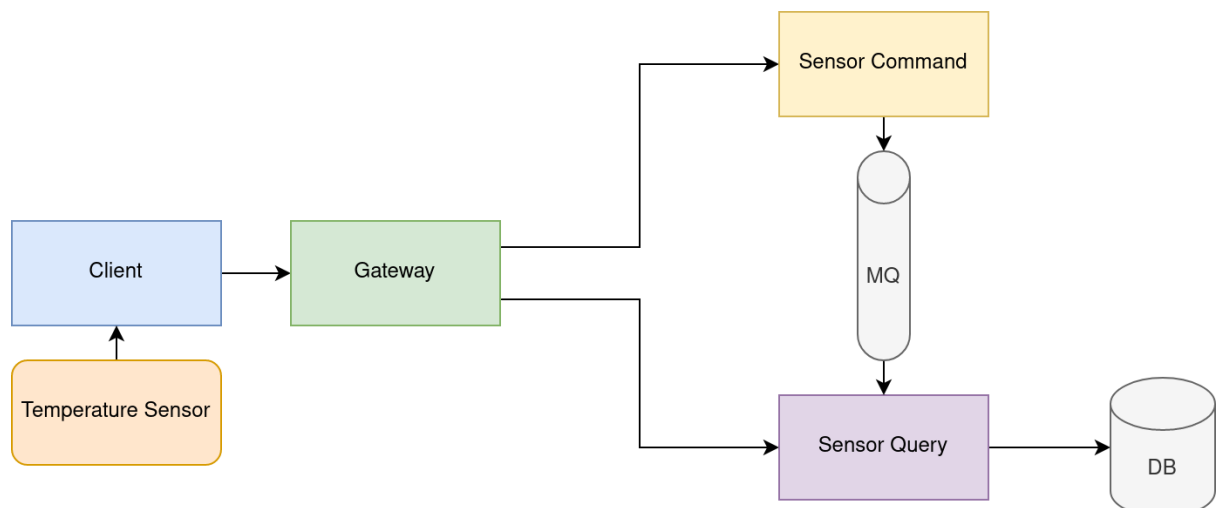 Sensor Command
Client
Gateway
MQ
Temperature Sensor
Sensor Query
DB